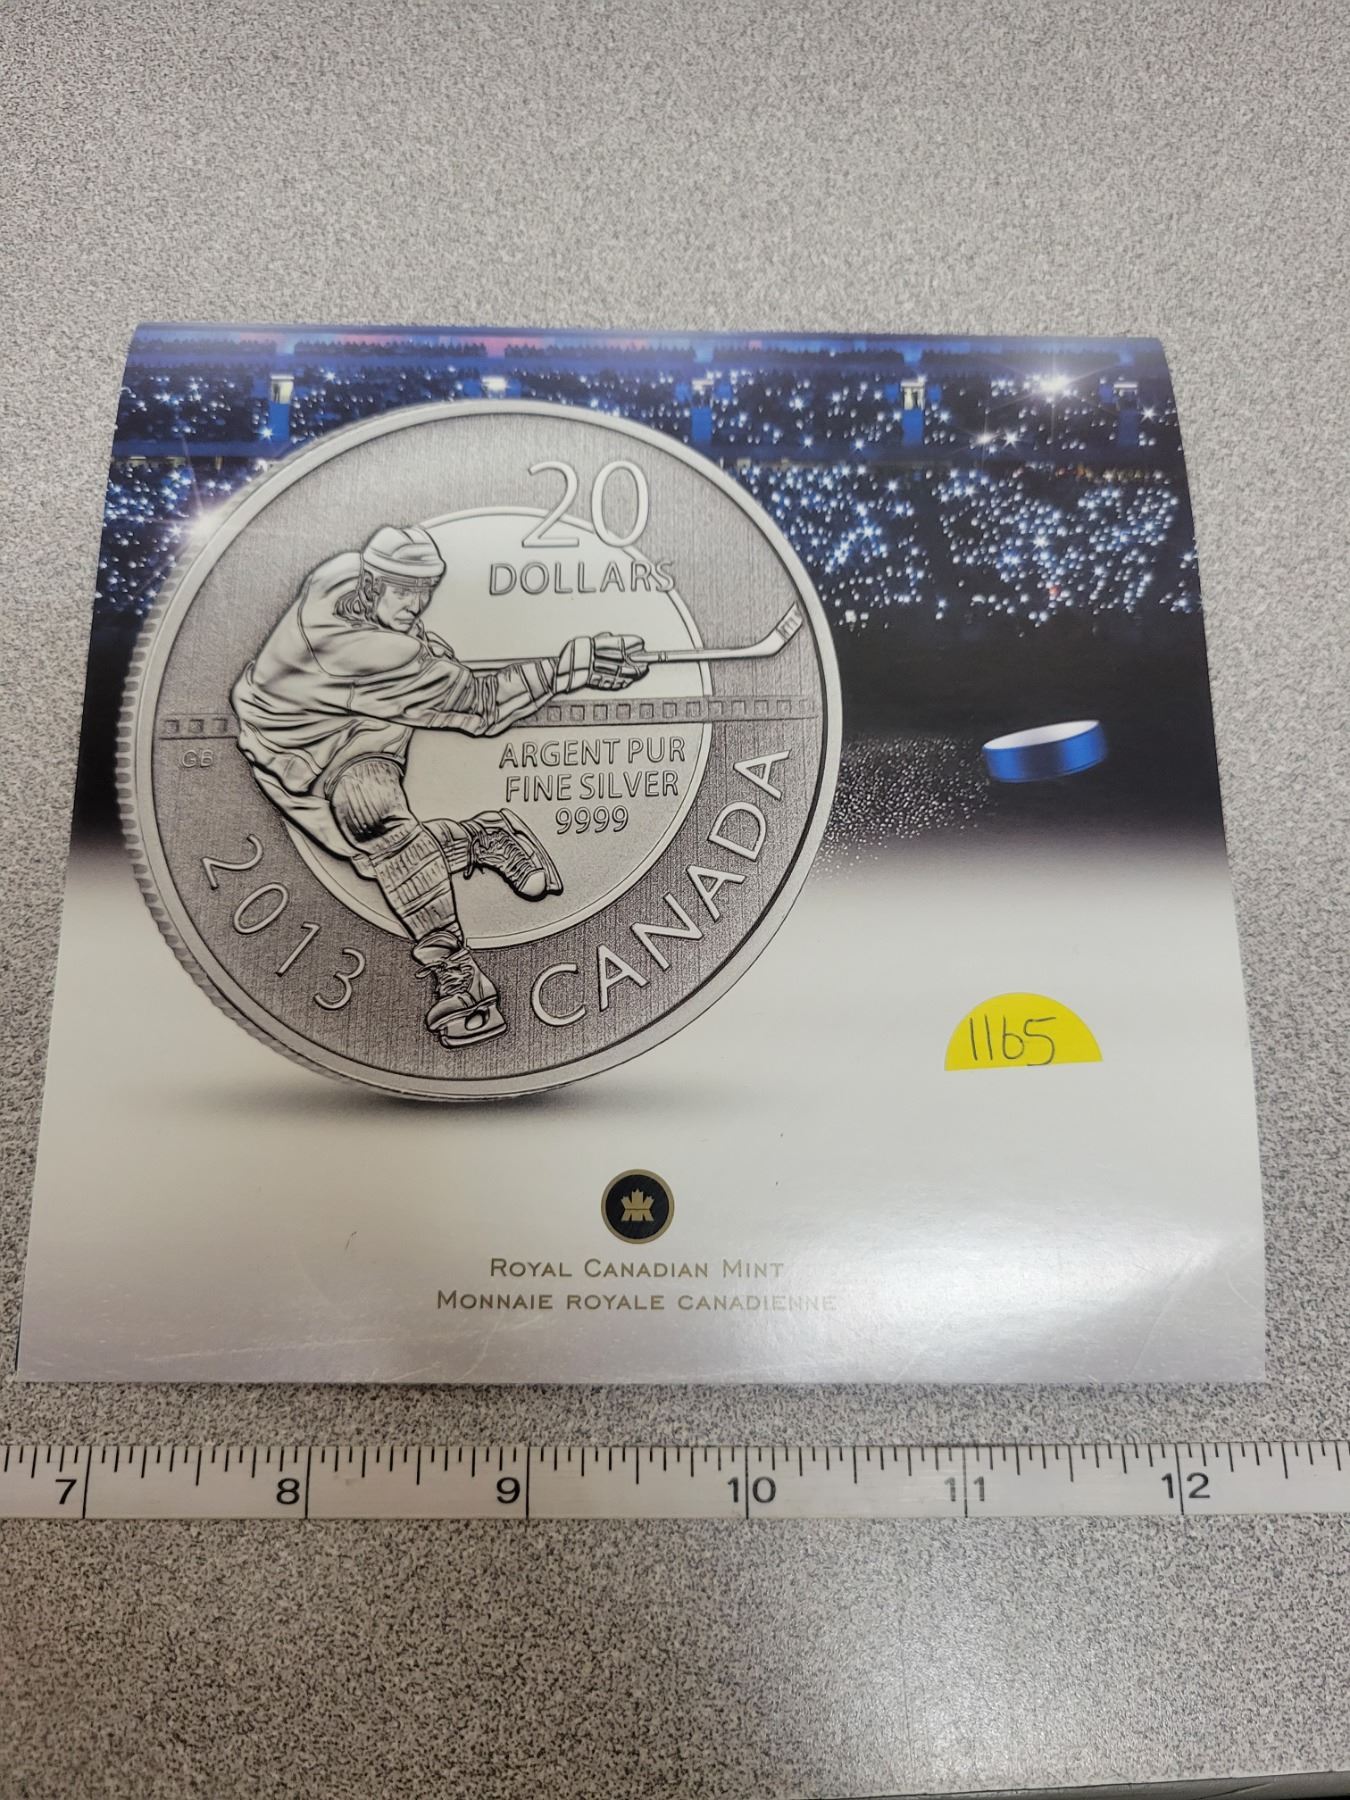 20
DOLLARS
ARGENT PUR
FINE SILVER
9999
GB
2013
CANADA
1165
ROYAL CANADIAN MINT
MONNAIE ROYALE CANADIENNE
7 8 9 10 11 12